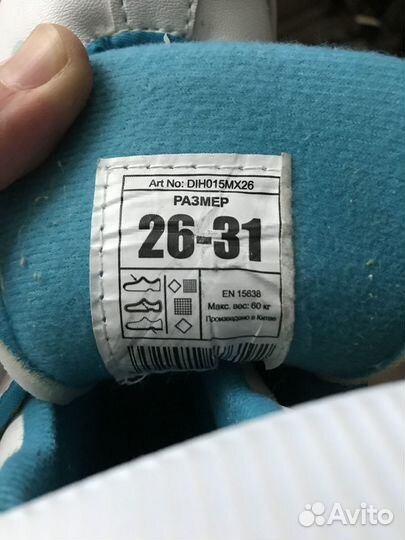 Art No: DIH015MX26
РАЗМЕР
26-31
EN 15638
Макс. вес: 60 кг
Произведено в Китае
Avito